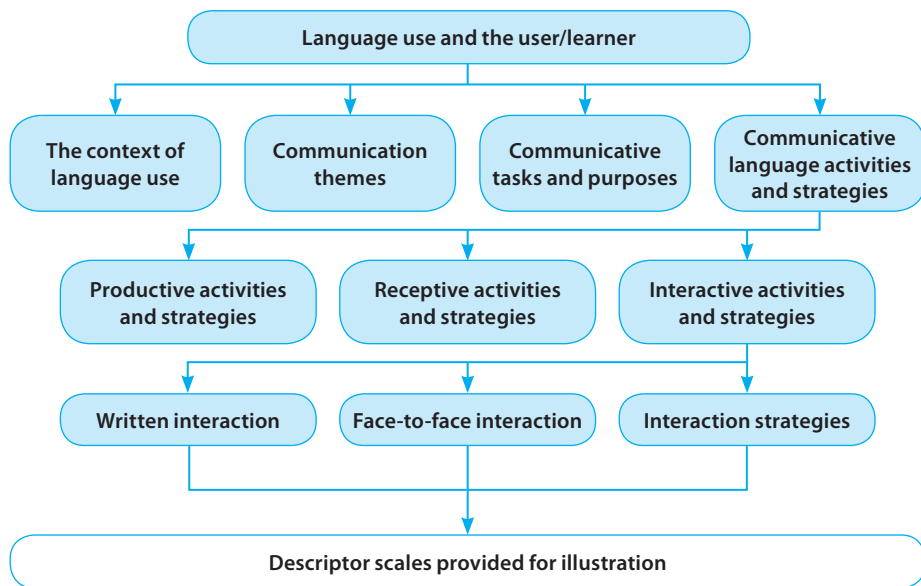 Language use and the user/learner
The context of
language use
Communication
themes
Communicative
tasks and purposes
Communicative
language activities
and strategies
Productive activities
and strategies
Receptive activities
and strategies
Interactive activities
and strategies
Written interaction
Face-to-face interaction
Interaction strategies
Descriptor scales provided for illustration